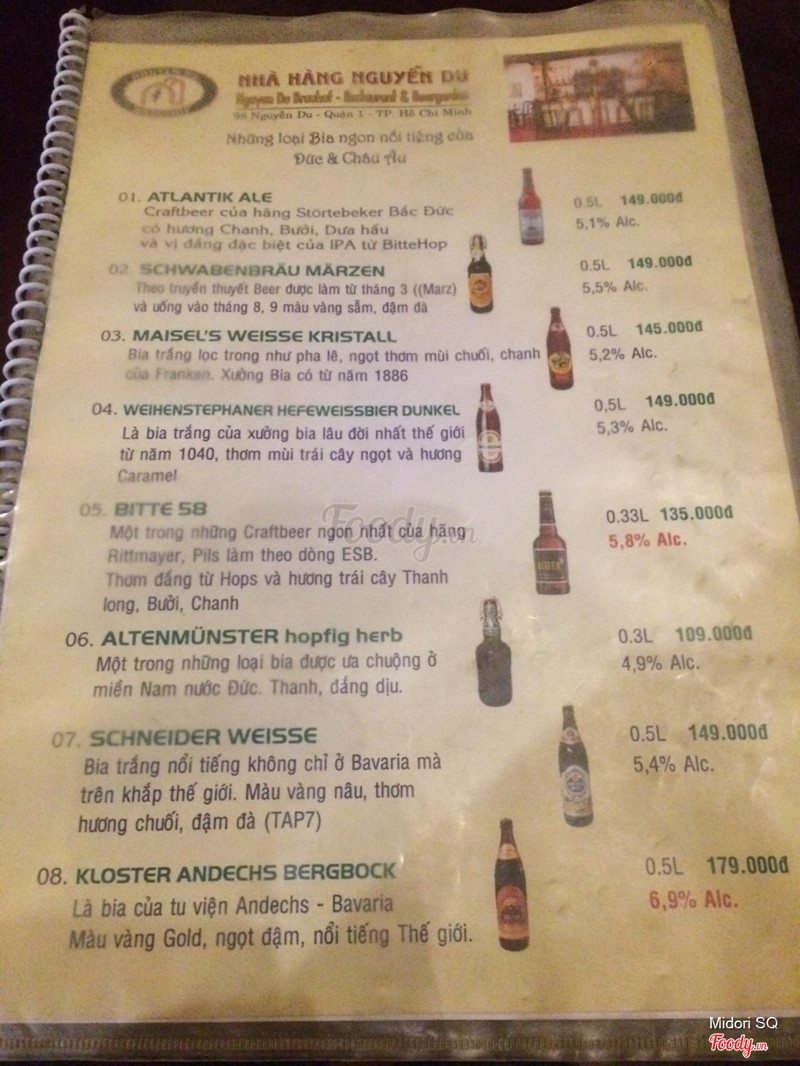 NHÀ HÀNG NGUYỄN DU
Nguyen Du Brauhof - Restaurant & Beergarden
98 Nguyễn Du - Quận 1 - TP. Hồ Chí Minh
Những loại Bia ngon nổi tiếng của
Đức & Châu Âu
01. ATLANTIK ALE 0.5L 149.000đ
Craftbeer của hãng Störtebeker Bắc Đức 5,1% Alc.
có hương Chanh, Bưởi, Dưa hấu
và vị đắng đặc biệt của IPA từ BitteHop
02. SCHWABENBRÄU MÄRZEN 0.5L 149.000đ
Theo truyền thuyết Beer được làm từ tháng 3 ((Marz) 5,5% Alc.
và uống vào tháng 8, 9 màu vàng sẫm, đậm đà
03. MAISEL'S WEISSE KRISTALL 0.5L 145.000đ
Bia trắng lọc trong như pha lê, ngọt thơm mùi chuối, chanh 5,2% Alc.
của Franken. Xưởng Bia có từ năm 1886
04. WEIHENSTEPHANER HEFEWEISSBIER DUNKEL 0,5L 149.000đ
Là bia trắng của xưởng bia lâu đời nhất thế giới 5,3% Alc.
từ năm 1040, thơm mùi trái cây ngọt và hương
Caramel
05. BITTE 58 0.33L 135.000đ
Một trong những Craftbeer ngon nhất của hãng 5,8% Alc.
Rittmayer, Pils làm theo dòng ESB.
Thơm đắng từ Hops và hương trái cây Thanh
long, Bưởi, Chanh
06. ALTENMÜNSTER hopfig herb 0.3L 109.000đ
Một trong những loại bia được ưa chuộng ở 4,9% Alc.
miền Nam nước Đức. Thanh, đắng dịu.
07. SCHNEIDER WEISSE 0.5L 149.000đ
Bia trắng nổi tiếng không chỉ ở Bavaria mà 5,4% Alc.
trên khắp thế giới. Màu vàng nâu, thơm
hương chuối, đậm đà (TAP7)
08. KLOSTER ANDECHS BERGBOCK 0.5L 179.000đ
Là bia của tu viện Andechs - Bavaria 6,9% Alc.
Màu vàng Gold, ngọt đậm, nổi tiếng Thế giới.
Foody.vn
Midori SQ
Foody.vn